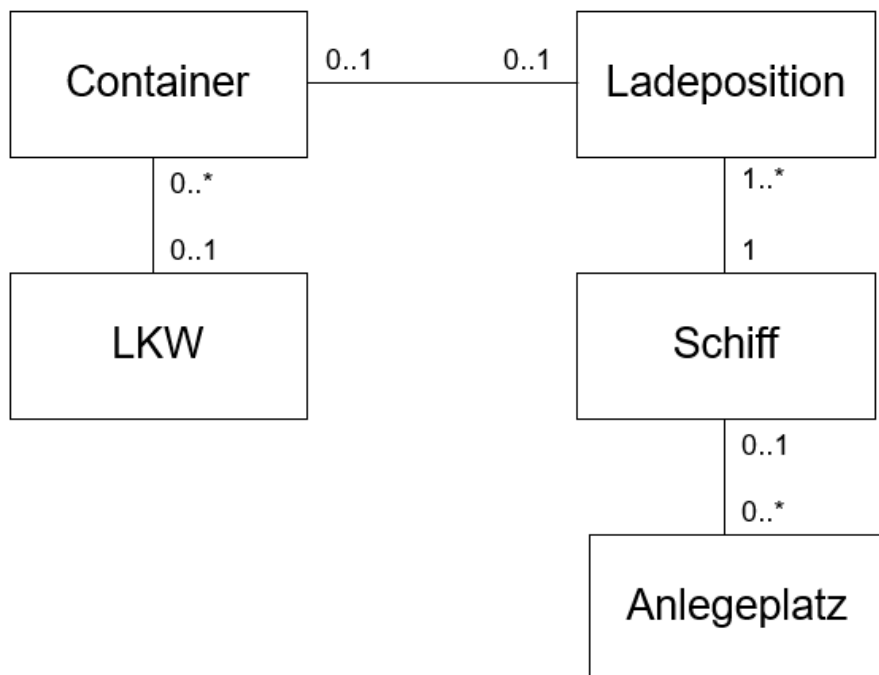 Container
0..1
0..1
Ladeposition
0..*
1..*
0..1
1
LKW
Schiff
0..1
0..*
Anlegeplatz